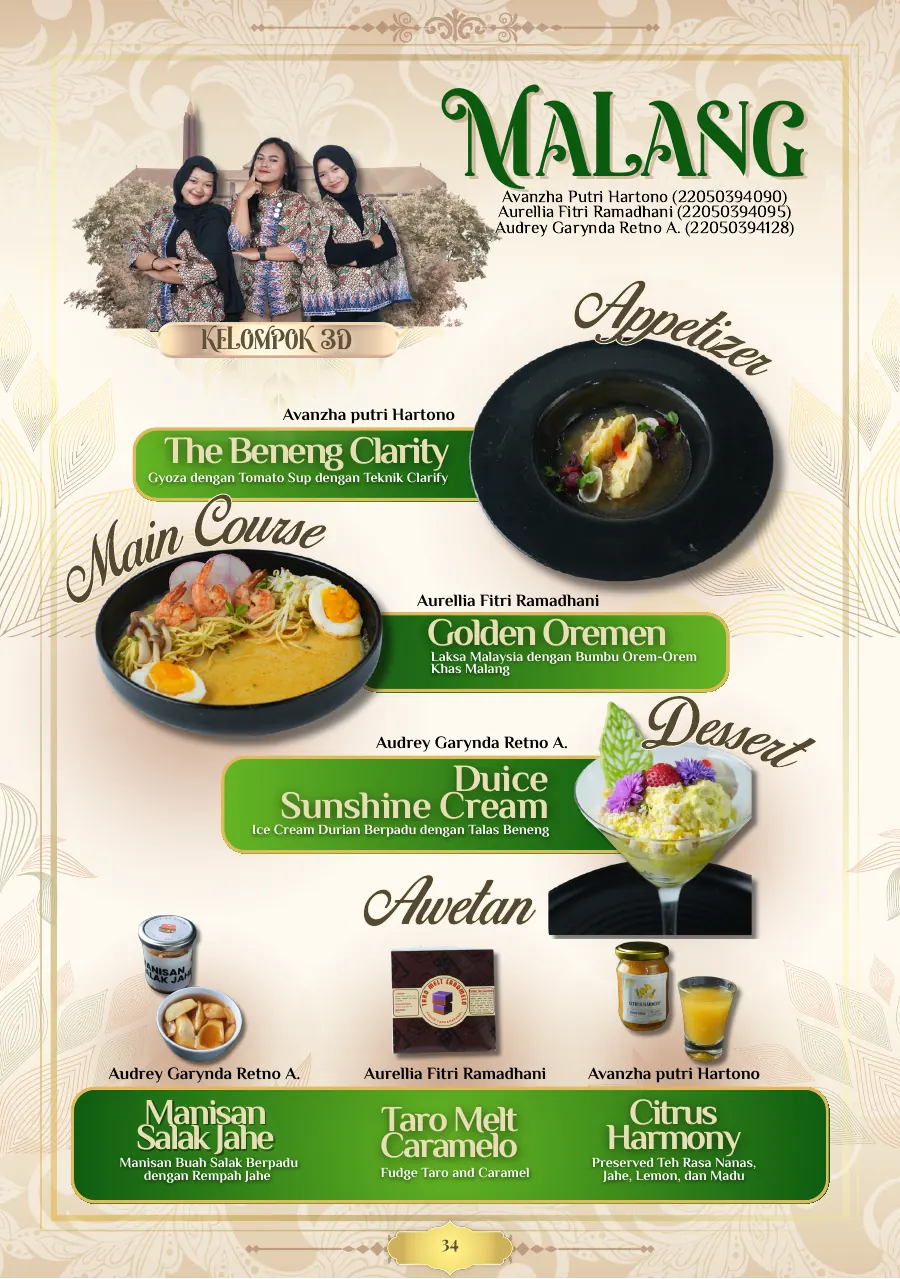 MALANG
Avanzha Putri Hartono (22050394090)
Aurellia Fitri Ramadhani (22050394095)
Audrey Garynda Retno A. (22050394128)
KELOMPOK 3D
Appetizer
Avanzha putri Hartono
The Beneng Clarity
Gyoza dengan Tomato Sup dengan Teknik Clarify
Main Course
Aurellia Fitri Ramadhani
Golden Oremen
Laksa Malaysia dengan Bumbu Orem-Orem
Khas Malang
Dessert
Audrey Garynda Retno A.
Duice
Sunshine Cream
Ice Cream Durian Berpadu dengan Talas Beneng
Awetan
MANISAN
SALAK JAHE
TARO MELT CARAMELO
CITRUS HARMONY
Audrey Garynda Retno A.
Aurellia Fitri Ramadhani
Avanzha putri Hartono
Manisan
Salak Jahe
Manisan Buah Salak Berpadu
dengan Rempah Jahe
Taro Melt
Caramelo
Fudge Taro and Caramel
Citrus
Harmony
Preserved Teh Rasa Nanas,
Jahe, Lemon, dan Madu
34